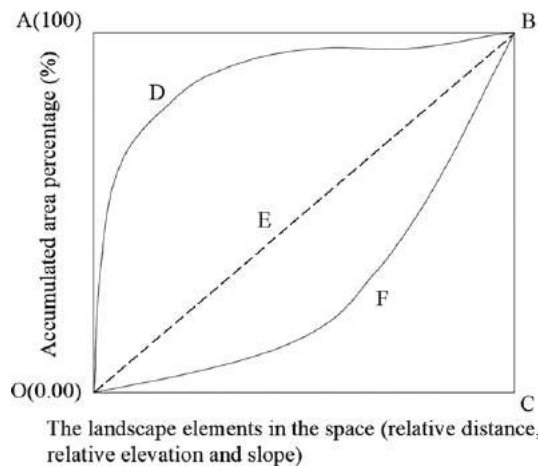 A(100)
B
Accumulated area percentage (%)
D
E
F
O(0.00)
C
The landscape elements in the space (relative distance,
relative elevation and slope)